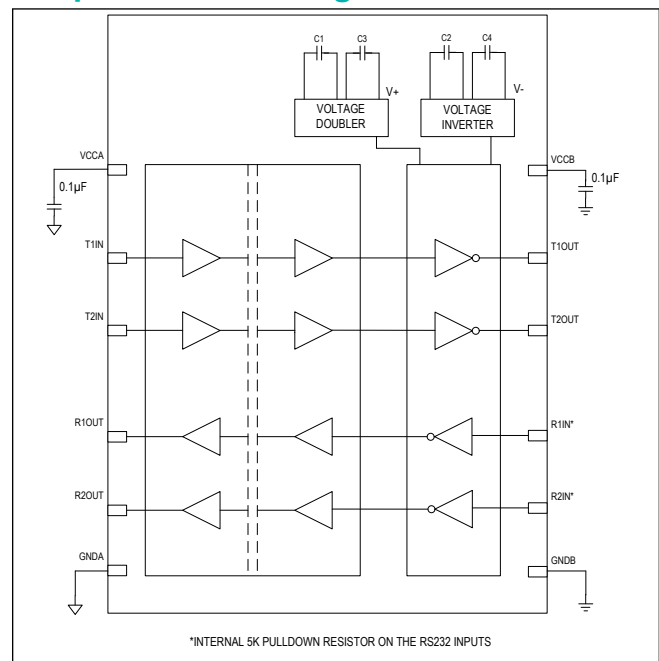 C1
C3
C2
C4
V+
V-
VOLTAGE
DOUBLER
VOLTAGE
INVERTER
VCCA
VCCB
0.1µF
0.1µF
T1IN
T1OUT
T2IN
T2OUT
R1OUT
R1IN*
R2OUT
R2IN*
GNDA
GNDB
*INTERNAL 5K PULLDOWN RESISTOR ON THE RS232 INPUTS